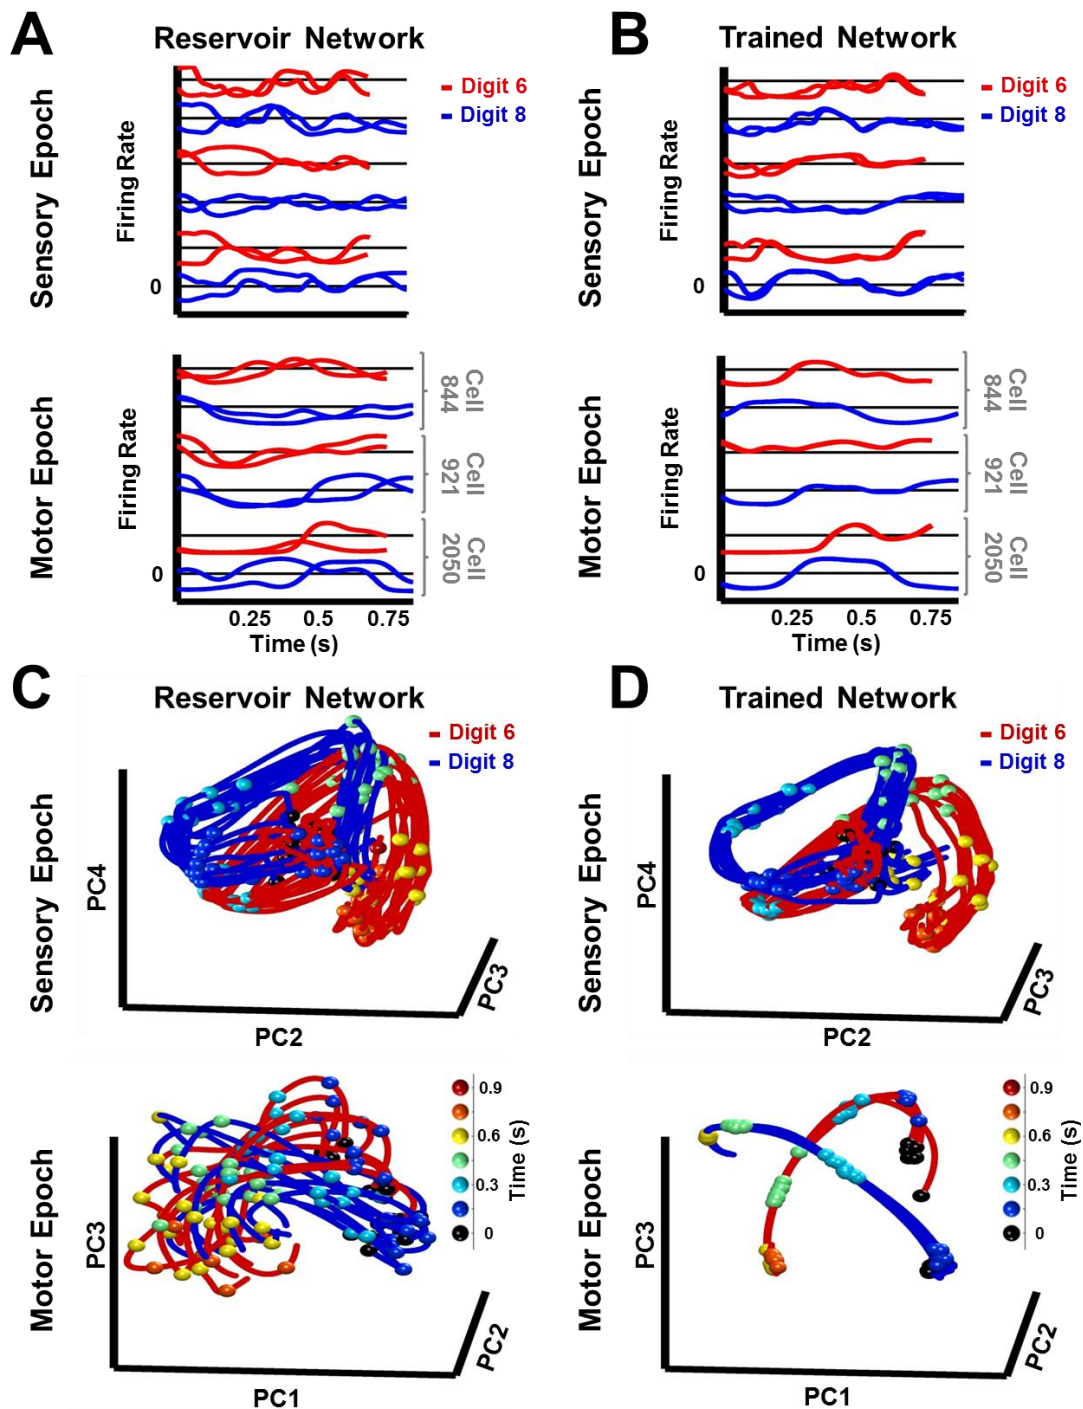 A
Reservoir Network
Sensory Epoch
Firing Rate
Digit 6
Digit 8
0
Motor Epoch
Firing Rate
0
Cell 844
Cell 921
Cell 2050
0.25 0.5 0.75
Time (s)
B
Trained Network
Sensory Epoch
Firing Rate
Digit 6
Digit 8
0
Motor Epoch
Firing Rate
0
Cell 844
Cell 921
Cell 2050
0.25 0.5 0.75
Time (s)
C
Reservoir Network
Digit 6
Digit 8
Sensory Epoch
PC4
PC3
PC2
Motor Epoch
PC3
PC2
PC1
0.9
0.6
0.3
0
Time (s)
D
Trained Network
Digit 6
Digit 8
Sensory Epoch
PC4
PC3
PC2
Motor Epoch
PC3
PC2
PC1
0.9
0.6
0.3
0
Time (s)